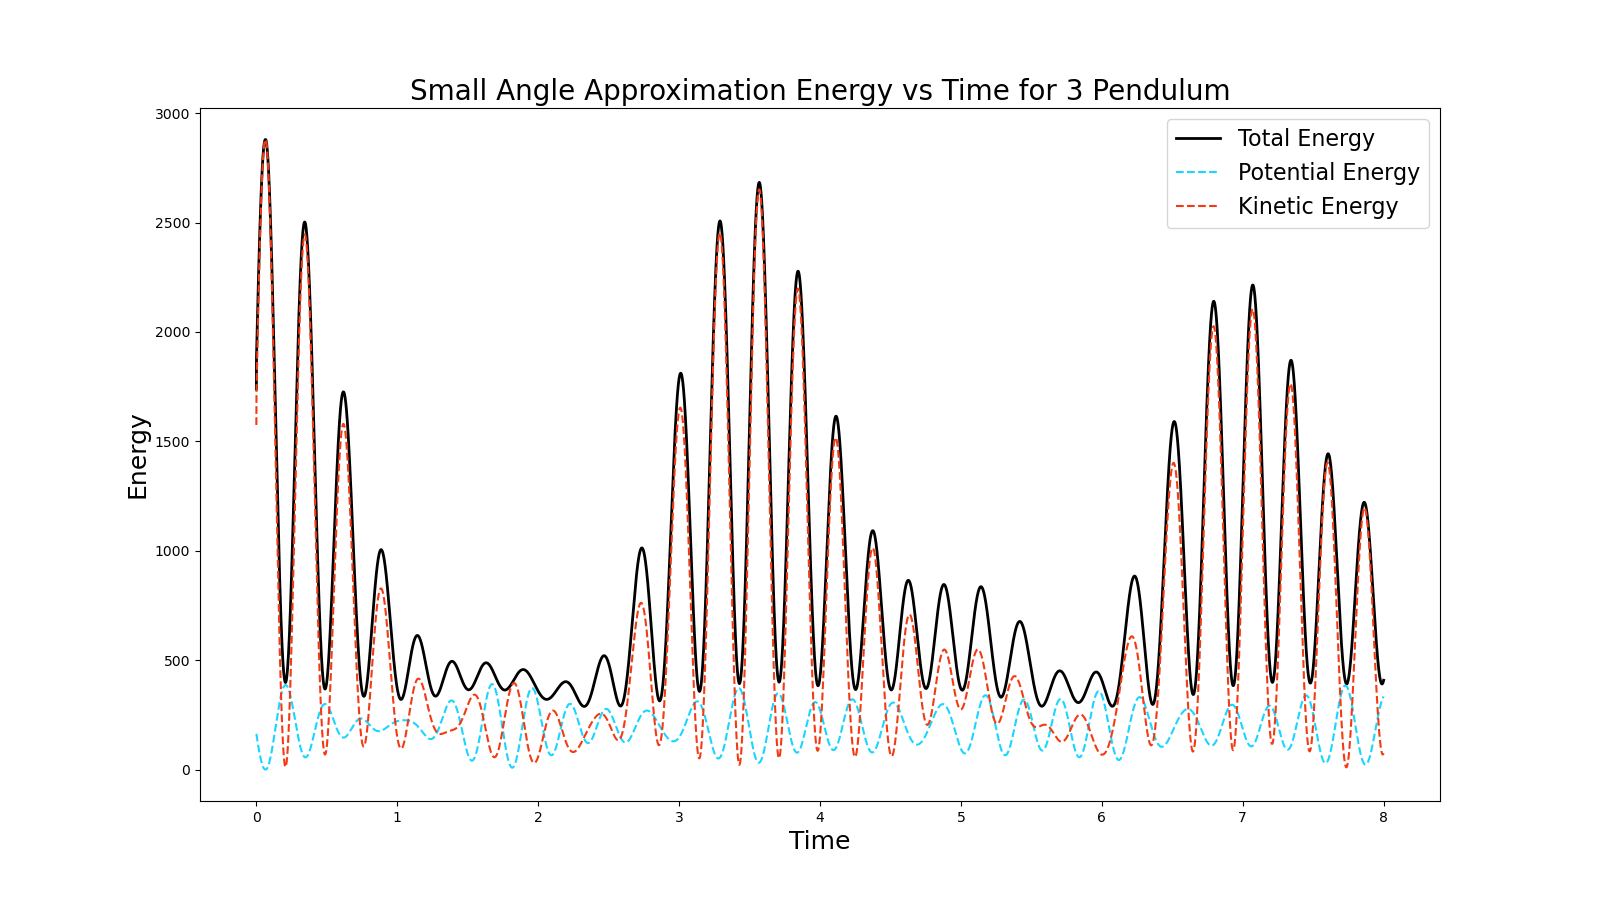 Small Angle Approximation Energy vs Time for 3 Pendulum
3000
2500
2000
1500
1000
500
0
Energy
Total Energy
Potential Energy
Kinetic Energy
0 1 2 3 4 5 6 7 8
Time